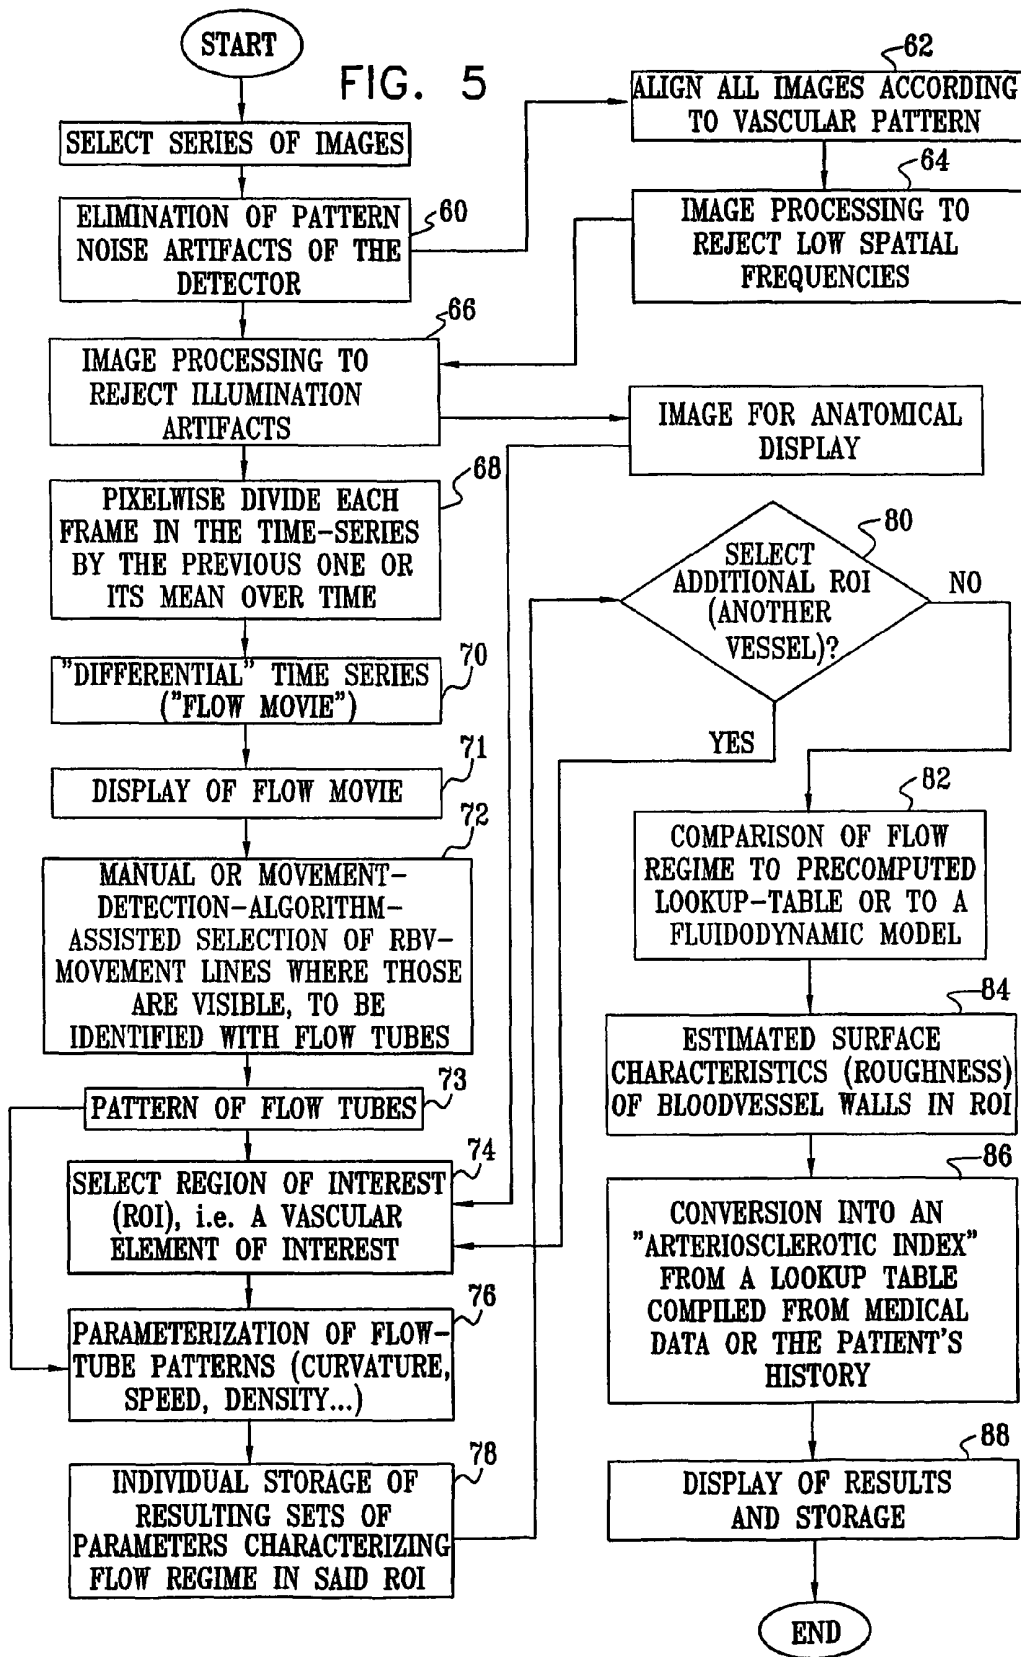 START
FIG. 5
SELECT SERIES OF IMAGES
60
ELIMINATION OF PATTERN
NOISE ARTIFACTS OF THE
DETECTOR
62
ALIGN ALL IMAGES ACCORDING
TO VASCULAR PATTERN
64
IMAGE PROCESSING TO
REJECT LOW SPATIAL
FREQUENCIES
66
IMAGE PROCESSING TO
REJECT ILLUMINATION
ARTIFACTS
IMAGE FOR ANATOMICAL
DISPLAY
68
PIXELWISE DIVIDE EACH
FRAME IN THE TIME-SERIES
BY THE PREVIOUS ONE OR
ITS MEAN OVER TIME
70
"DIFFERENTIAL" TIME SERIES
("FLOW MOVIE")
71
DISPLAY OF FLOW MOVIE
72
MANUAL OR MOVEMENT-
DETECTION-ALGORITHM-
ASSISTED SELECTION OF RBV-
MOVEMENT LINES WHERE THOSE
ARE VISIBLE, TO BE
IDENTIFIED WITH FLOW TUBES
73
PATTERN OF FLOW TUBES
74
SELECT REGION OF INTEREST
(ROI), i.e. A VASCULAR
ELEMENT OF INTEREST
76
PARAMETERIZATION OF FLOW-
TUBE PATTERNS (CURVATURE,
SPEED, DENSITY...)
78
INDIVIDUAL STORAGE OF
RESULTING SETS OF
PARAMETERS CHARACTERIZING
FLOW REGIME IN SAID ROI
80
SELECT
ADDITIONAL ROI
(ANOTHER
VESSEL)?
NO
YES
82
COMPARISON OF FLOW
REGIME TO PRECOMPUTED
LOOKUP-TABLE OR TO A
FLUIDODYNAMIC MODEL
84
ESTIMATED SURFACE
CHARACTERISTICS (ROUGHNESS)
OF BLOODVESSEL WALLS IN ROI
86
CONVERSION INTO AN
"ARTERIOSCLEROTIC INDEX"
FROM A LOOKUP TABLE
COMPILED FROM MEDICAL
DATA OR THE PATIENT'S
HISTORY
88
DISPLAY OF RESULTS
AND STORAGE
END